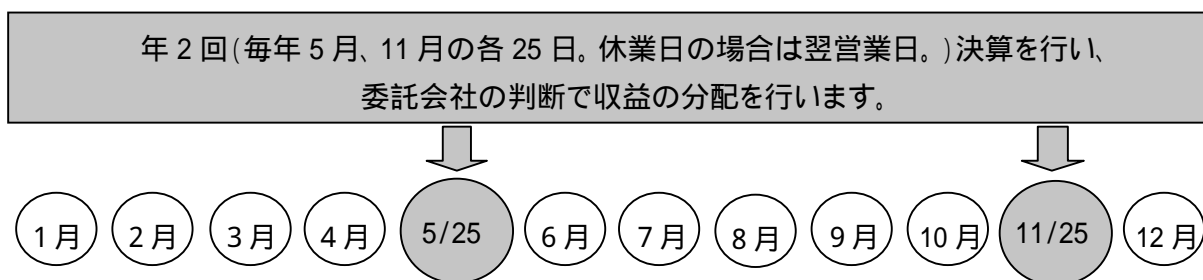 年2回(毎年5月、11月の各25日。休業日の場合は翌営業日。)決算を行い、
委託会社の判断で収益の分配を行います。
1月 2月 3月 4月 5/25 6月 7月 8月 9月 10月 11/25 12月